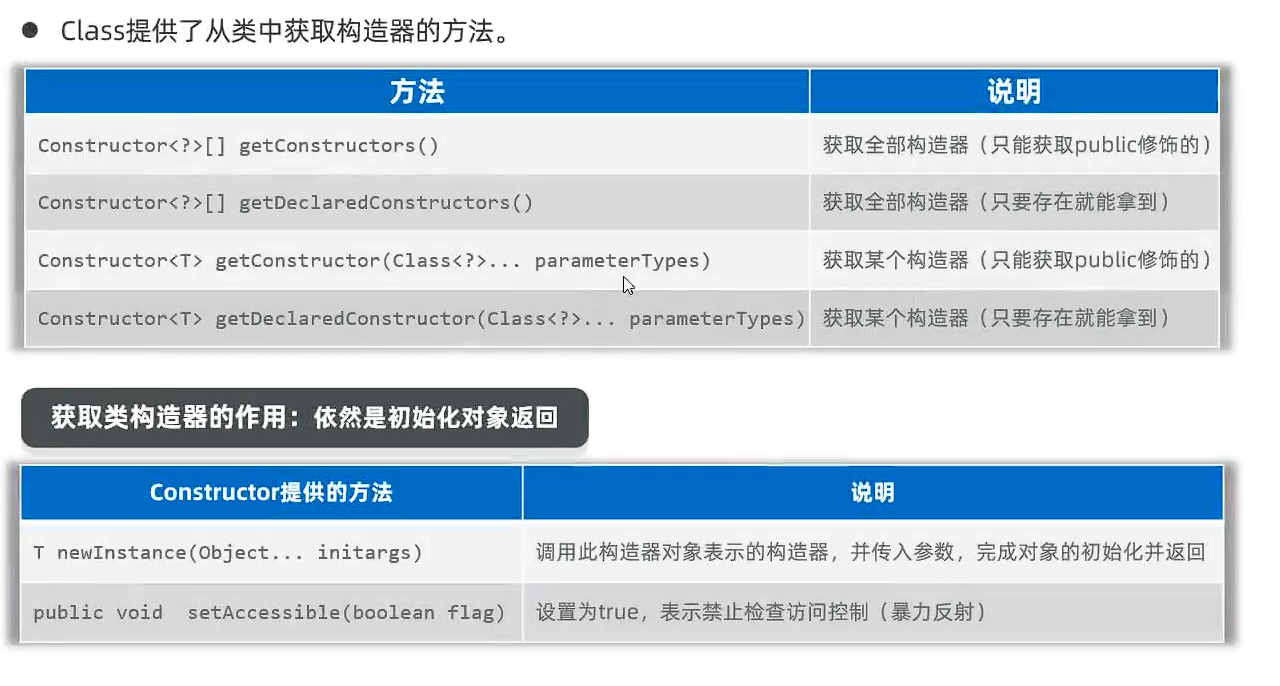 ● Class提供了从类中获取构造器的方法。
方法 说明
Constructor<?>[] getConstructors() 获取全部构造器（只能获取public修饰的）
Constructor<?>[] getDeclaredConstructors() 获取全部构造器（只要存在就能拿到）
Constructor<T> getConstructor(Class<?>... parameterTypes) 获取某个构造器（只能获取public修饰的）
Constructor<T> getDeclaredConstructor(Class<?>... parameterTypes) 获取某个构造器（只要存在就能拿到）
获取类构造器的作用：依然是初始化对象返回
Constructor提供的方法 说明
T newInstance(Object... initargs) 调用此构造器对象表示的构造器，并传入参数，完成对象的初始化并返回
public void setAccessible(boolean flag) 设置为true，表示禁止检查访问控制（暴力反射）